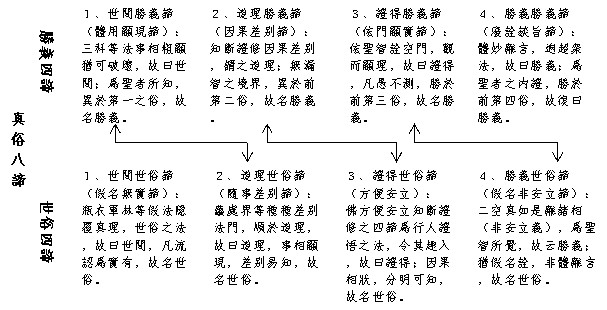 真俗八諦
勝義四諦
1、世間勝義諦
(體用顯現諦):
三科等法事相粗顯
猶可破壞，故曰世
間；為聖者所知，
異於第一之俗，故
名勝義。
2、道理勝義諦
(因果差別諦):
知斷證修因果差別
，謂之道理；無漏
智之境界，異於前
第二俗，故名勝義
。
3、證得勝義諦
(依門顯實諦):
依聖智詮空門，觀
而顯理，故曰證得
，凡愚不測，勝於
前第三俗，故名勝
義。
4、勝義勝義諦
(廢詮談旨諦):
體妙離言，迥超眾
法，故曰勝義；為
聖者之內證，勝於
前第四俗，故復曰
勝義。
世俗四諦
1、世間世俗諦
(假名無實諦):
瓶衣軍林等假法隱
覆真理，世俗之法
，故曰世間，凡流
認為實有，故名世
俗。
2、道理世俗諦
(隨事差別諦):
蘊處界等種種差別
法門，順於道理，
故曰道理，事相顯
現，差別易知，故
名世俗。
3、證得世俗諦
(方便安立諦):
佛方便安立知斷證
修之四諦為行人證
悟之法，令其趣入
，故曰證得；因果
相狀，分明可知，
故名世俗。
4、勝義世俗諦
(假名非安立諦):
二空真如是離諸相
(非安立義)，為聖
智所覺，故云勝義；
猶假名詮，非體離言
，故名世俗。